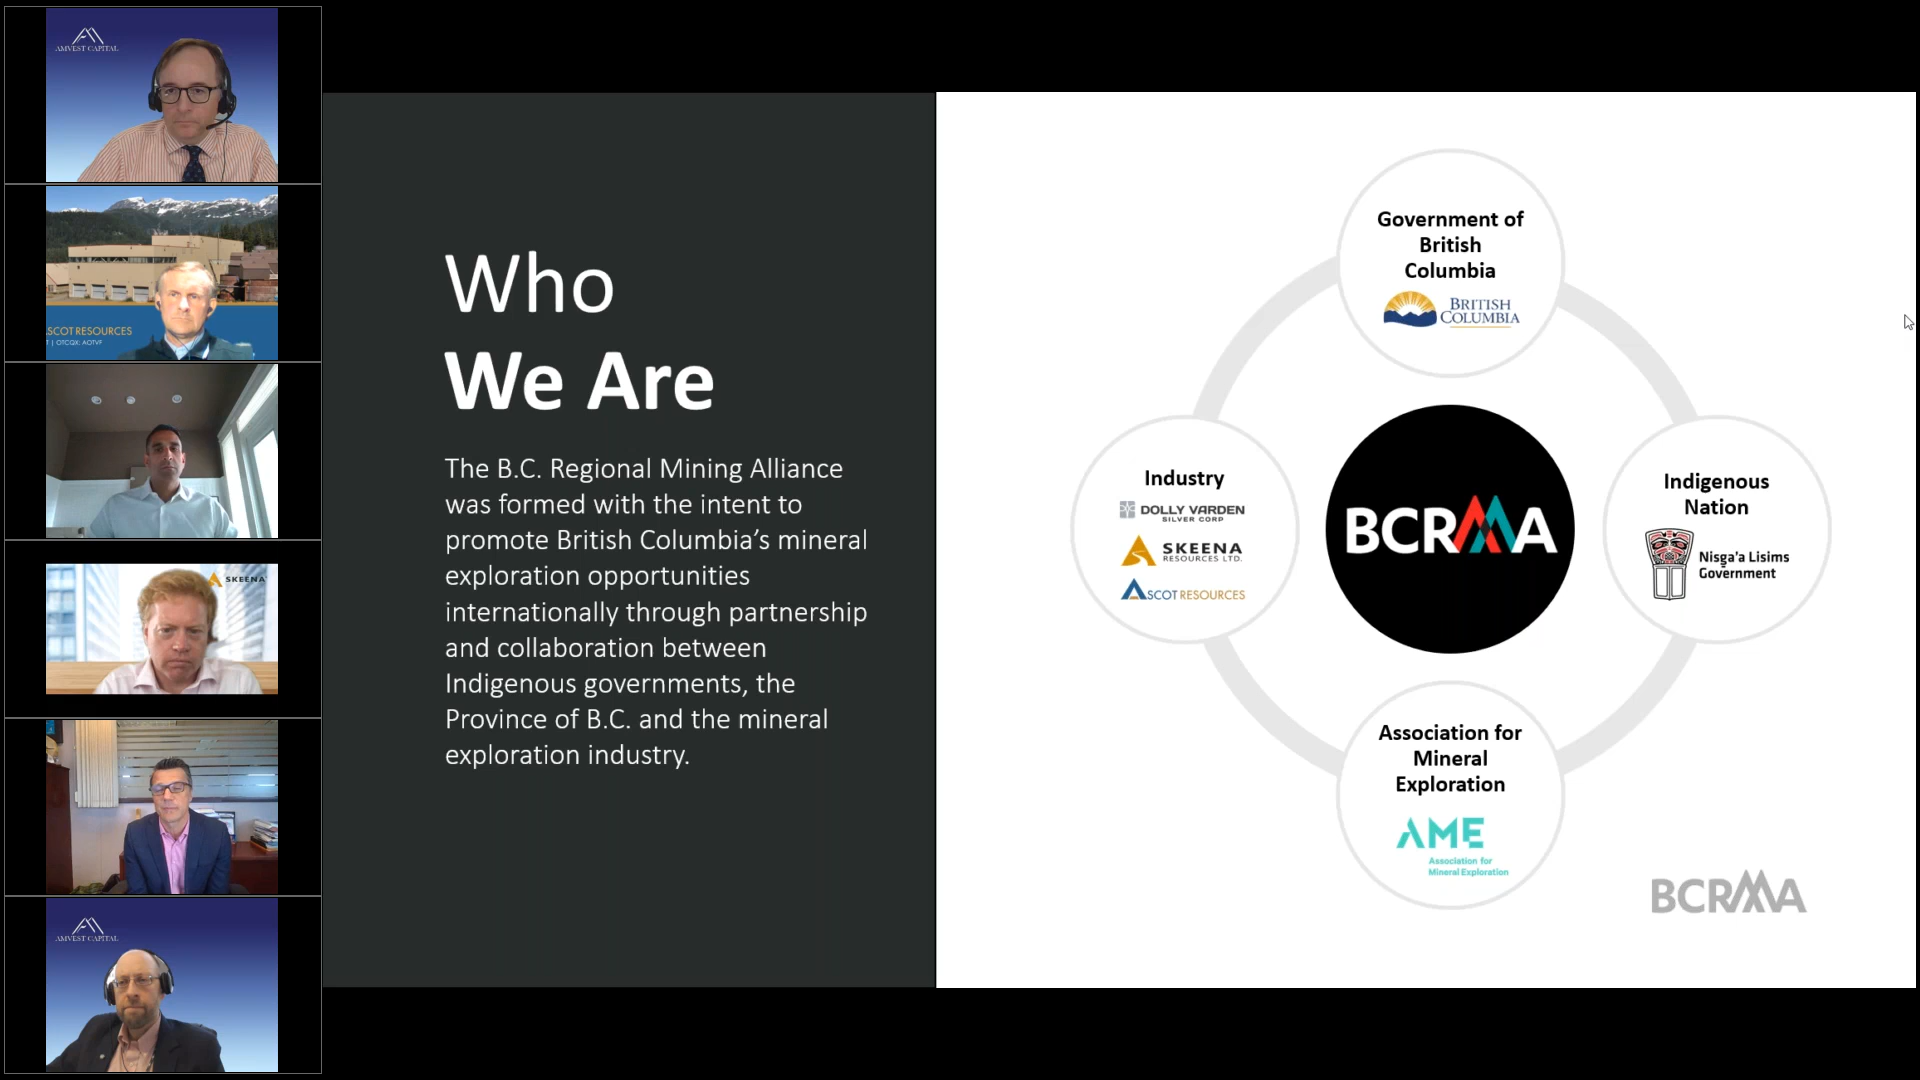 AMVEST CAPITAL
SCOT RESOURCES
T | OTCQX: AOTVF
SKEENA
AMVEST CAPITAL
Who
We Are
The B.C. Regional Mining Alliance
was formed with the intent to
promote British Columbia’s mineral
exploration opportunities
internationally through partnership
and collaboration between
Indigenous governments, the
Province of B.C. and the mineral
exploration industry.
Government of
British
Columbia
BRITISH
COLUMBIA
Industry
DOLLY VARDEN
SILVER CORP
SKEENA
RESOURCES LTD.
ASCOT RESOURCES
BCRMA
Indigenous
Nation
Nisg̱a'a Lisims
Government
Association for
Mineral
Exploration
AME
Association for
Mineral Exploration
BCRMA